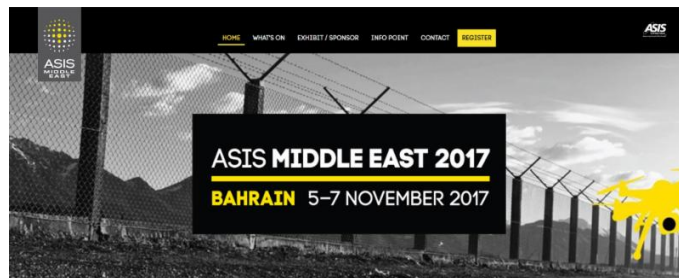 HOME WHAT'S ON EXHIBIT / SPONSOR INFO POINT CONTACT REGISTER
ASIS
ASIS
MIDDLE
EAST
ASIS MIDDLE EAST 2017
BAHRAIN 5–7 NOVEMBER 2017